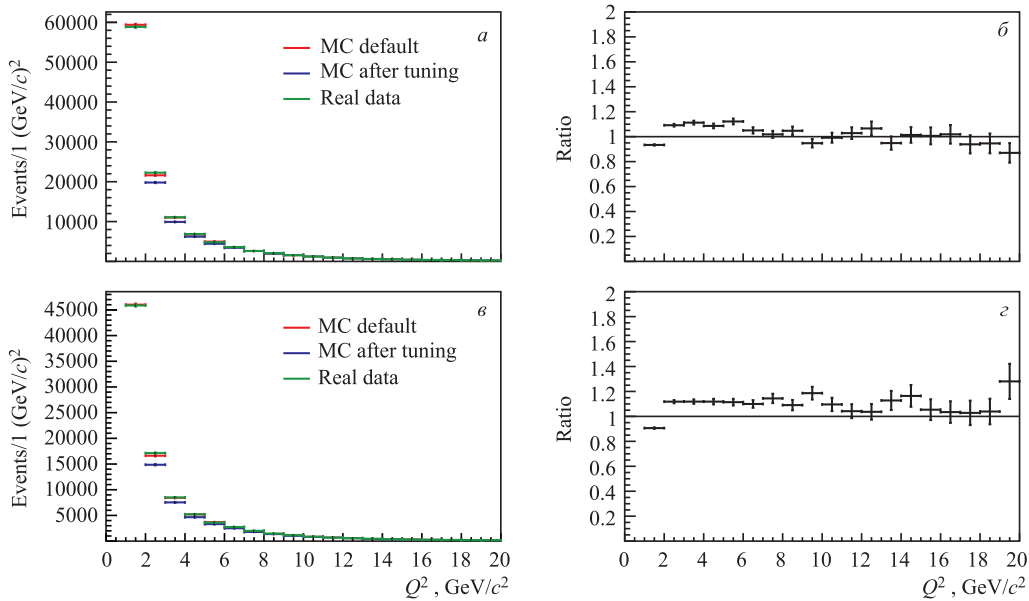 а
60000
50000
40000
30000
20000
10000
Events/1 (GeV/c)²
MC default
MC after tuning
Real data
б
2
1.8
1.6
1.4
1.2
1
0.8
0.6
0.4
0.2
Ratio
в
45000
40000
35000
30000
25000
20000
15000
10000
5000
Events/1 (GeV/c)²
MC default
MC after tuning
Real data
0 2 4 6 8 10 12 14 16 18 20
Q², GeV/c²
г
2
1.8
1.6
1.4
1.2
1
0.8
0.6
0.4
0.2
Ratio
0 2 4 6 8 10 12 14 16 18 20
Q², GeV/c²